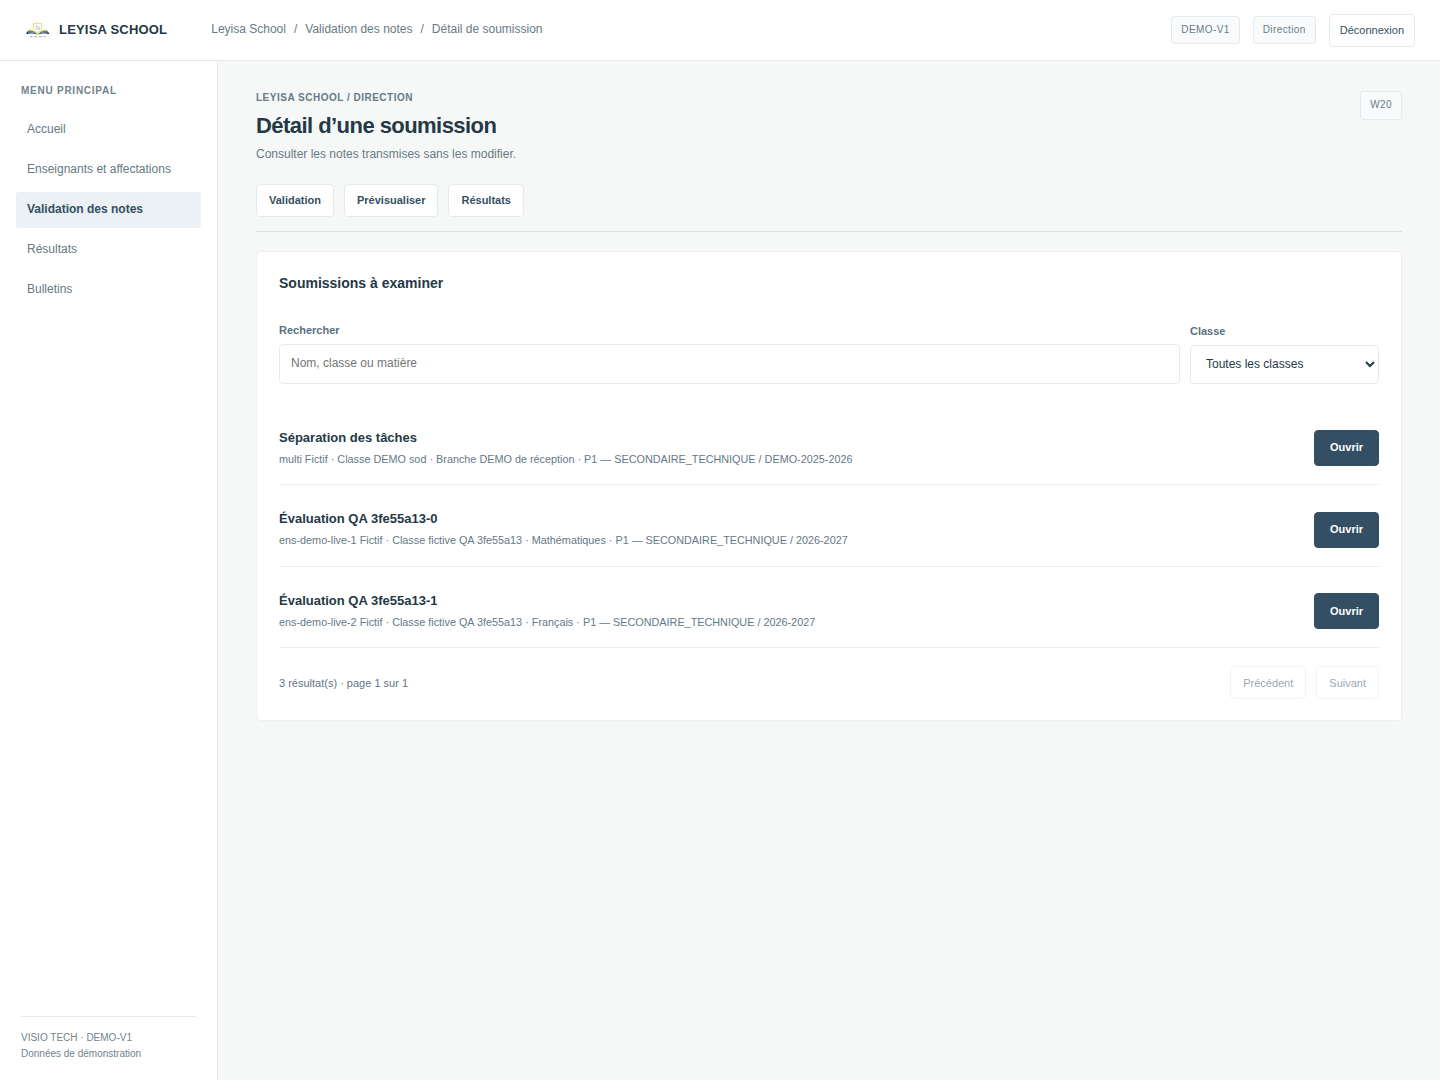 LEYISA SCHOOL
Leyisa School / Validation des notes / Détail de soumission
DEMO-V1
Direction
Déconnexion
MENU PRINCIPAL
Accueil
Enseignants et affectations
Validation des notes
Résultats
Bulletins
VISIO TECH · DEMO-V1
Données de démonstration
LEYISA SCHOOL / DIRECTION
W20
Détail d’une soumission
Consulter les notes transmises sans les modifier.
Validation
Prévisualiser
Résultats
Soumissions à examiner
Rechercher
Classe
Nom, classe ou matière
Toutes les classes
Séparation des tâches
multi Fictif · Classe DEMO sod · Branche DEMO de réception · P1 — SECONDAIRE_TECHNIQUE / DEMO-2025-2026
Ouvrir
Évaluation QA 3fe55a13-0
ens-demo-live-1 Fictif · Classe fictive QA 3fe55a13 · Mathématiques · P1 — SECONDAIRE_TECHNIQUE / 2026-2027
Ouvrir
Évaluation QA 3fe55a13-1
ens-demo-live-2 Fictif · Classe fictive QA 3fe55a13 · Français · P1 — SECONDAIRE_TECHNIQUE / 2026-2027
Ouvrir
3 résultat(s) · page 1 sur 1
Précédent
Suivant